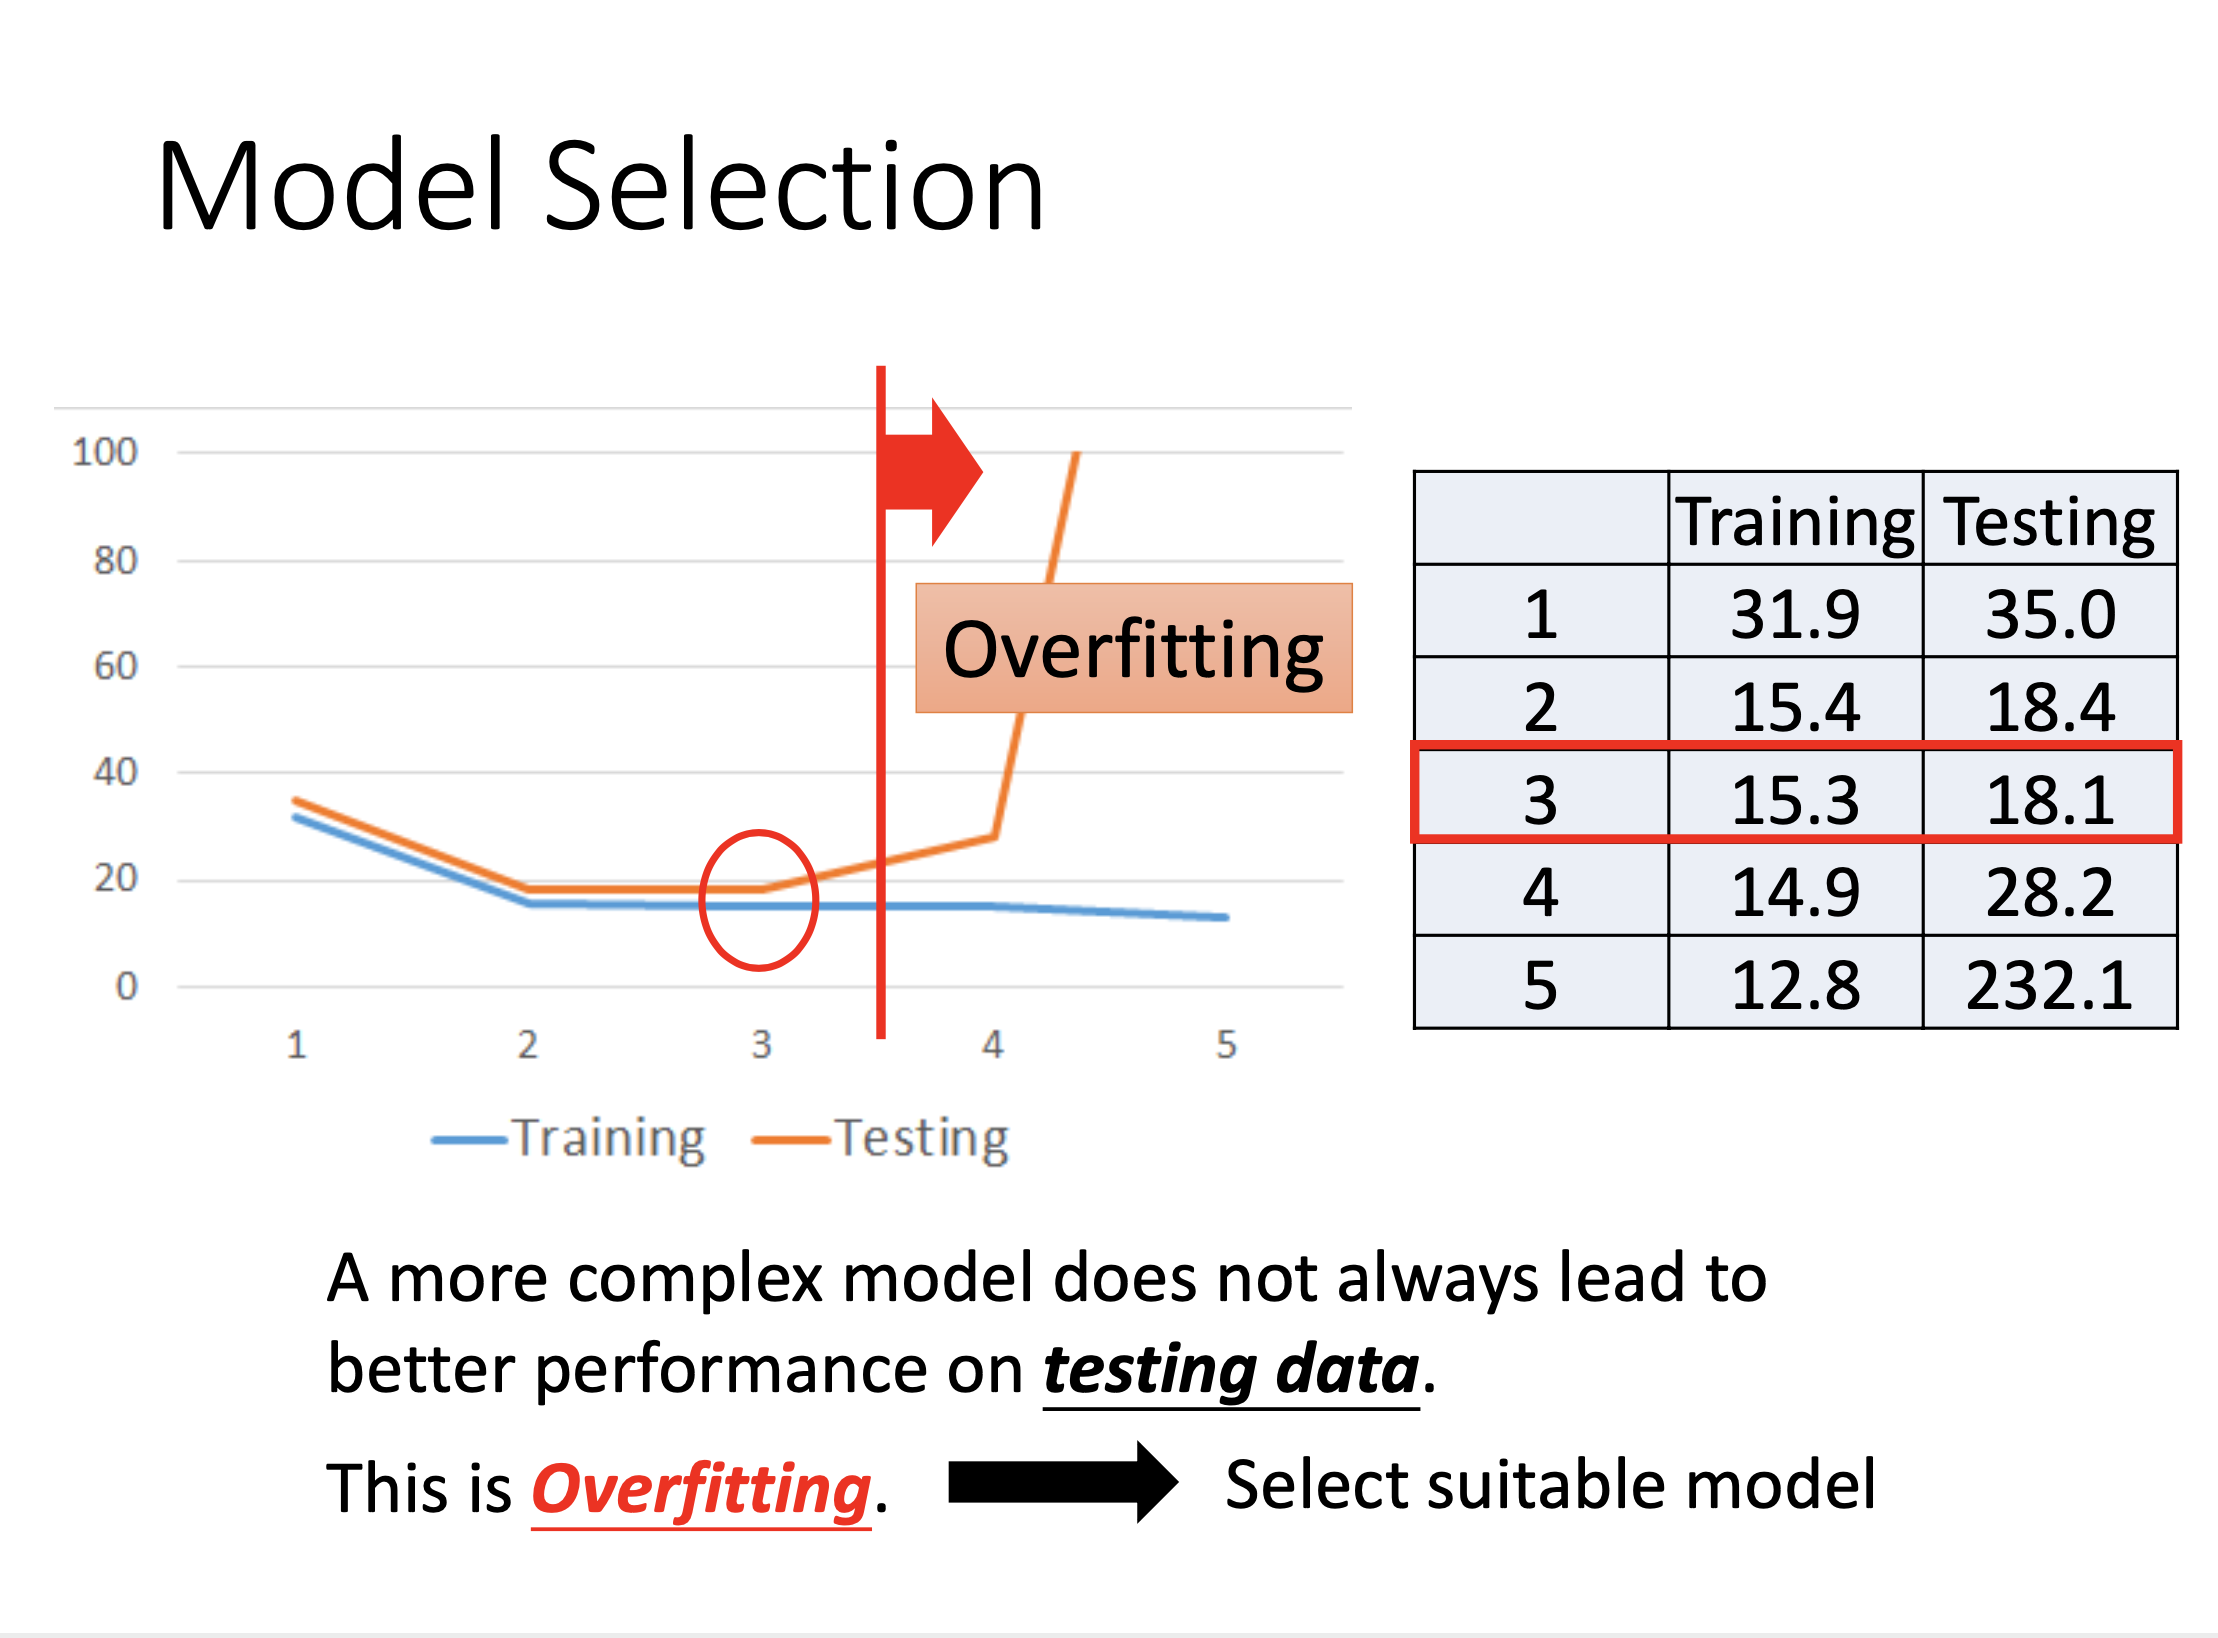 Model Selection
100
80
60
40
20
0
1 2 3 4 5
Training Testing
Overfitting
Training Testing
1 31.9 35.0
2 15.4 18.4
3 15.3 18.1
4 14.9 28.2
5 12.8 232.1
A more complex model does not always lead to
better performance on testing data.
This is Overfitting. Select suitable model